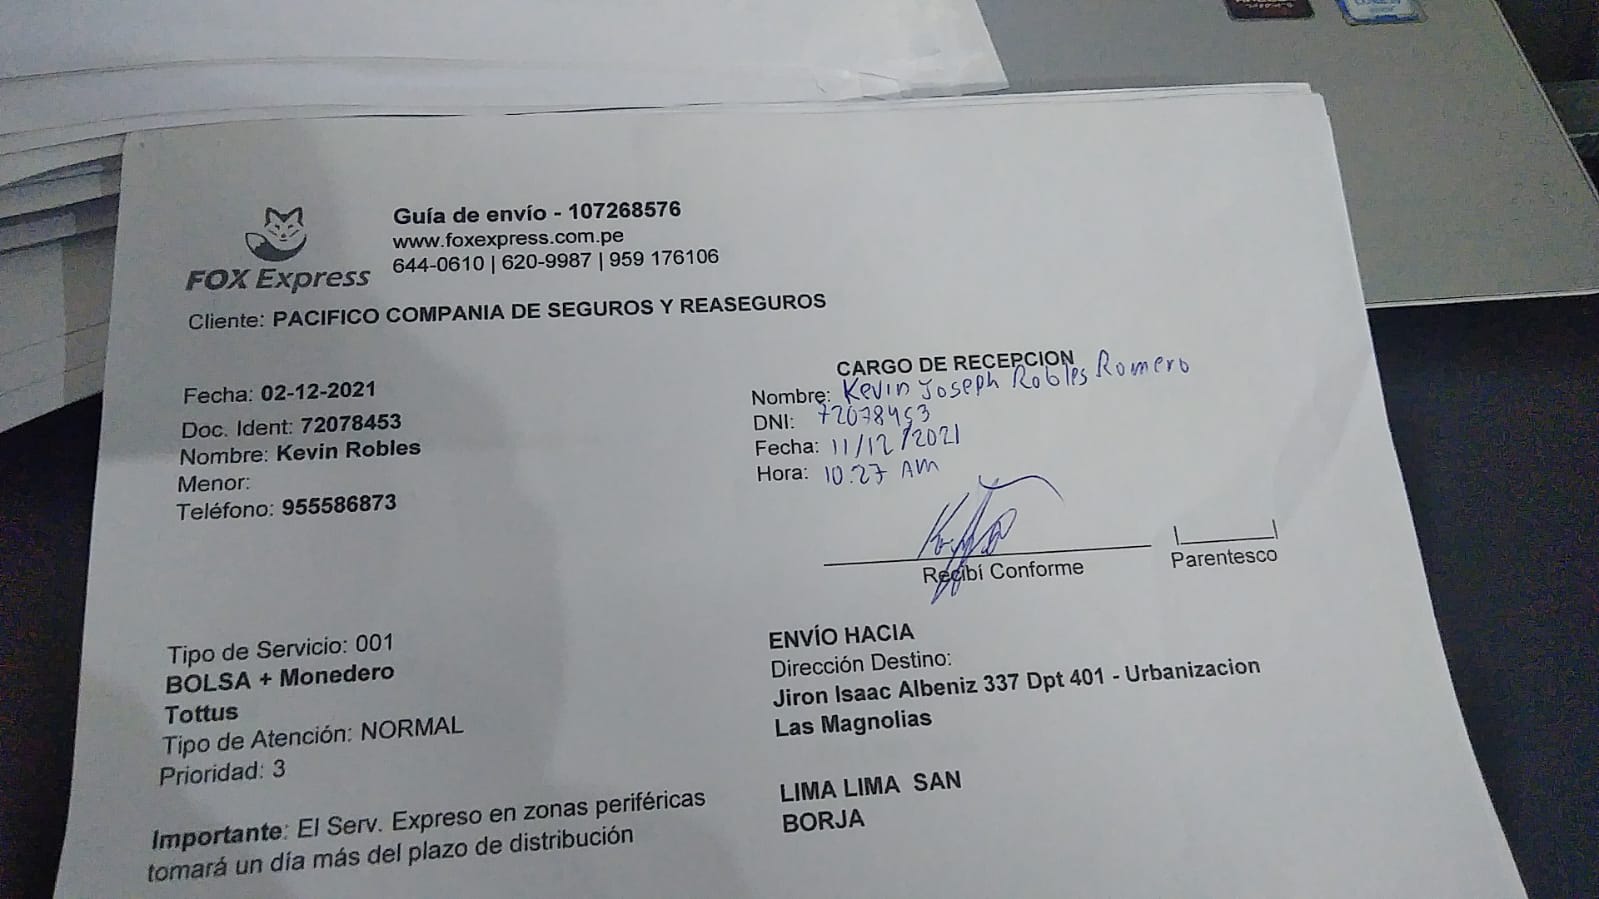 FOX Express
Guía de envío - 107268576
www.foxexpress.com.pe
644-0610 | 620-9987 | 959 176106
Cliente: PACIFICO COMPANIA DE SEGUROS Y REASEGUROS
Fecha: 02-12-2021
Doc. Ident: 72078453
Nombre: Kevin Robles
Menor:
Teléfono: 955586873
CARGO DE RECEPCION
Nombre: Kevin Joseph Robles Romero
DNI: 72078453
Fecha: 11/12/2021
Hora: 10:27 AM
Recibí Conforme
Parentesco
Tipo de Servicio: 001
BOLSA + Monedero
Tottus
Tipo de Atención: NORMAL
Prioridad: 3
Importante: El Serv. Expreso en zonas periféricas
tomará un día más del plazo de distribución
ENVÍO HACIA
Dirección Destino:
Jiron Isaac Albeniz 337 Dpt 401 - Urbanizacion
Las Magnolias
LIMA LIMA SAN
BORJA